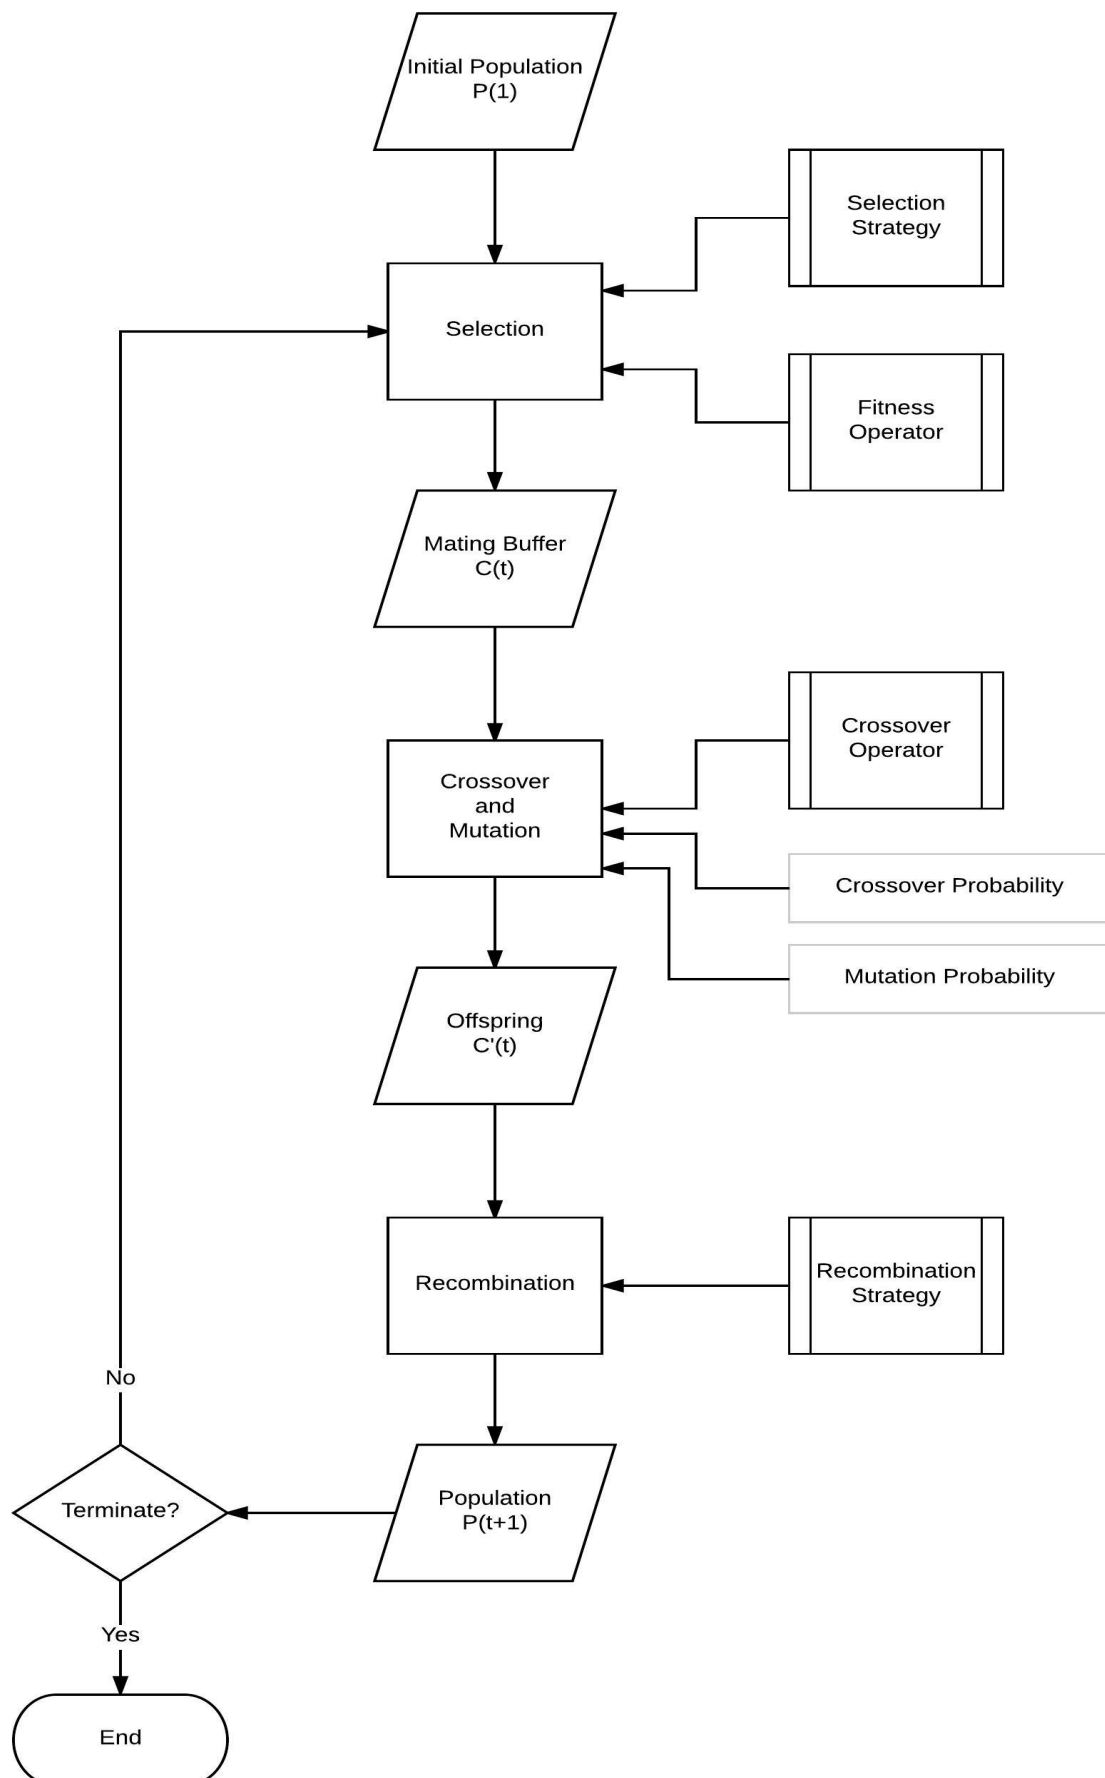 Initial Population
P(1)
Selection
Strategy
Selection
Fitness
Operator
Mating Buffer
C(t)
Crossover
Operator
Crossover
and
Mutation
Crossover Probability
Mutation Probability
Offspring
C'(t)
Recombination
Recombination
Strategy
No
Terminate?
Population
P(t+1)
Yes
End